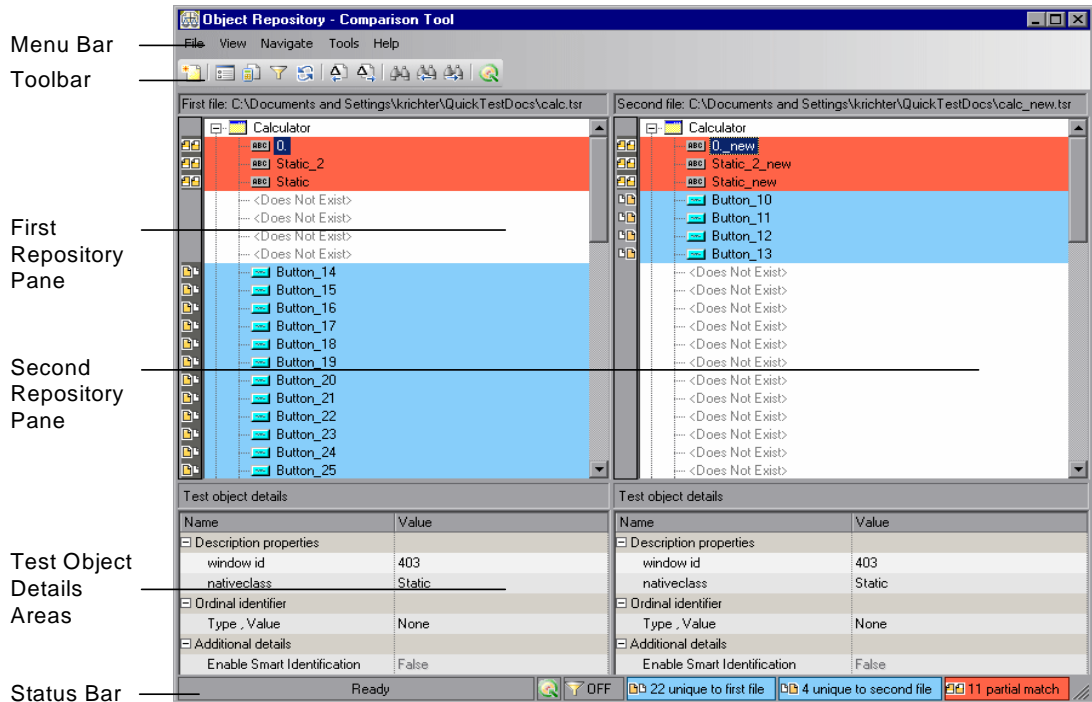 Object Repository - Comparison Tool
Menu Bar
File View Navigate Tools Help
Toolbar
First file: C:\Documents and Settings\krichter\QuickTestDocs\calc.tsr
Second file: C:\Documents and Settings\krichter\QuickTestDocs\calc_new.tsr
Calculator
ABC 0.
ABC Static_2
ABC Static
<Does Not Exist>
<Does Not Exist>
<Does Not Exist>
<Does Not Exist>
Button_14
Button_15
Button_16
Button_17
Button_18
Button_19
Button_20
Button_21
Button_22
Button_23
Button_24
Button_25
Calculator
ABC 0._new
ABC Static_2_new
ABC Static_new
Button_10
Button_11
Button_12
Button_13
<Does Not Exist>
<Does Not Exist>
<Does Not Exist>
<Does Not Exist>
<Does Not Exist>
<Does Not Exist>
<Does Not Exist>
<Does Not Exist>
<Does Not Exist>
<Does Not Exist>
<Does Not Exist>
<Does Not Exist>
First
Repository
Pane
Second
Repository
Pane
Test object details
Name Value
Description properties
window id 403
nativeclass Static
Ordinal identifier
Type , Value None
Additional details
Enable Smart Identification False
Test object details
Name Value
Description properties
window id 403
nativeclass Static
Ordinal identifier
Type , Value None
Additional details
Enable Smart Identification False
Test Object
Details
Areas
Status Bar
Ready
OFF
22 unique to first file
4 unique to second file
11 partial match